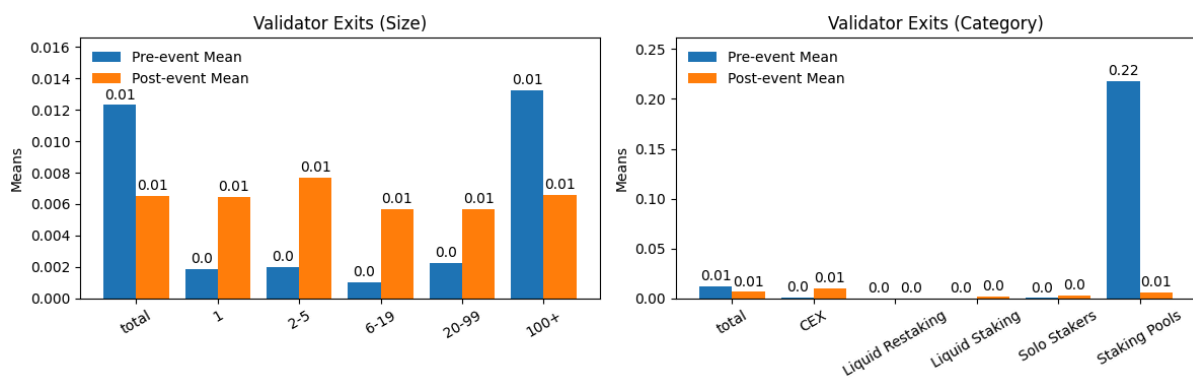 Validator Exits (Size)
Pre-event Mean
Post-event Mean
Means
0.016
0.014
0.012
0.010
0.008
0.006
0.004
0.002
0.000
0.01
0.01
0.0
0.01
0.0
0.01
0.0
0.01
0.0
0.01
0.01
0.01
total
1
2-5
6-19
20-99
100+
Validator Exits (Category)
Pre-event Mean
Post-event Mean
Means
0.25
0.20
0.15
0.10
0.05
0.00
0.01
0.01
0.0
0.01
0.0
0.0
0.0
0.0
0.0
0.0
0.22
0.01
total
CEX
Liquid Restaking
Liquid Staking
Solo Stakers
Staking Pools